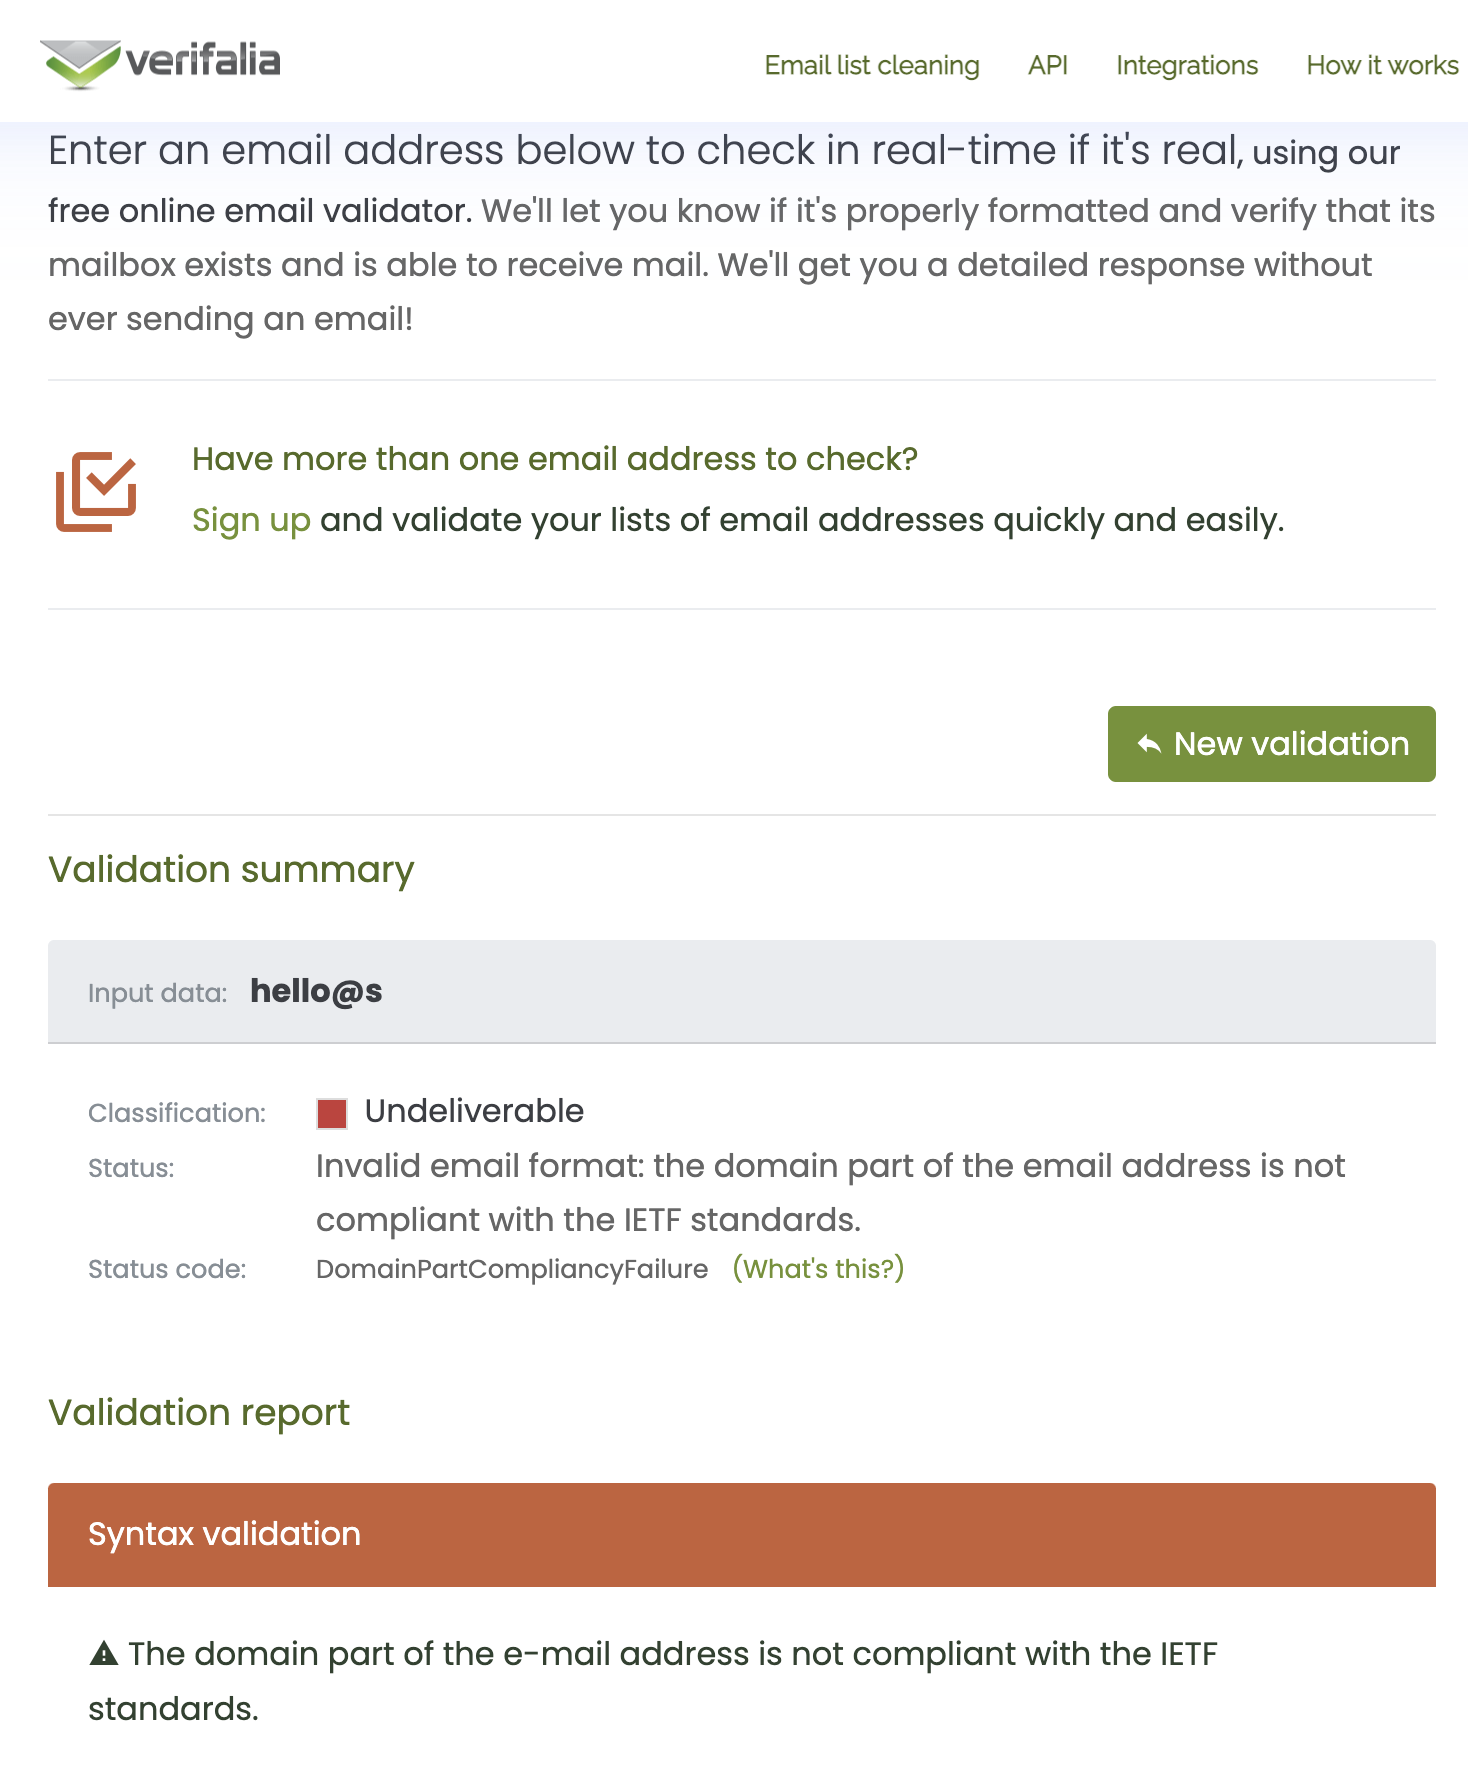 verifalia
Email list cleaning API Integrations How it works
Enter an email address below to check in real-time if it's real, using our
free online email validator. We'll let you know if it's properly formatted and verify that its
mailbox exists and is able to receive mail. We'll get you a detailed response without
ever sending an email!
Have more than one email address to check?
Sign up and validate your lists of email addresses quickly and easily.
New validation
Validation summary
Input data: hello@s
Classification: Undeliverable
Status: Invalid email format: the domain part of the email address is not
compliant with the IETF standards.
Status code: DomainPartCompliancyFailure (What's this?)
Validation report
Syntax validation
The domain part of the e-mail address is not compliant with the IETF
standards.